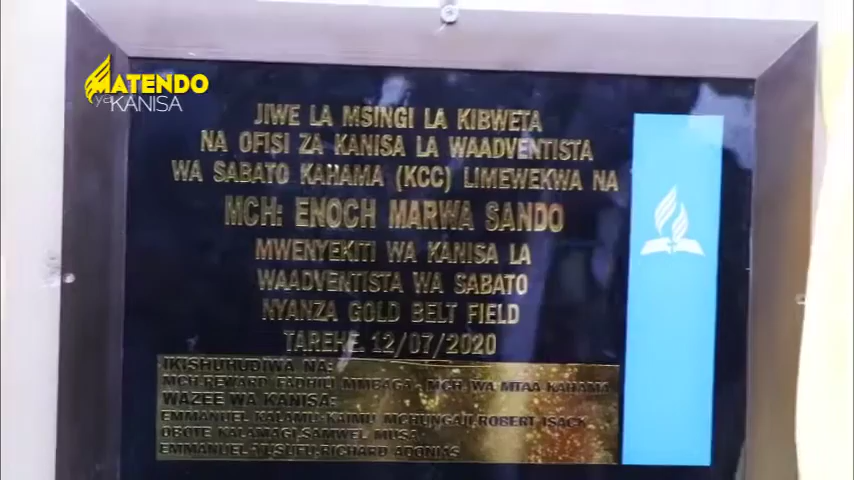 MATENDO
ya KANISA
JIWE LA MSINGI LA KIBWETA
NA OFISI ZA KANISA LA WAADVENTISTA
WA SABATO KAHAMA (KCC) LIMEWEKWA NA
MCH: ENOCH MARWA SANDO
MWENYEKITI WA KANISA LA
WAADVENTISTA WA SABATO
NYANZA GOLD BELT FIELD
TAREHE. 12/07/2020
IKISHUHUDIWA NA:
MCH:REWARD FADHILI MMBAGA - MCH WA MTAA KAHAMA
WAZEE WA KANISA:
EMMANUEL KALAMU-KAIMU MCHUNGAJI,ROBERT ISACK
OBOTE KALAMAGI,SAMWEL MUSA
EMMANUEL RICHARD ADONIAS